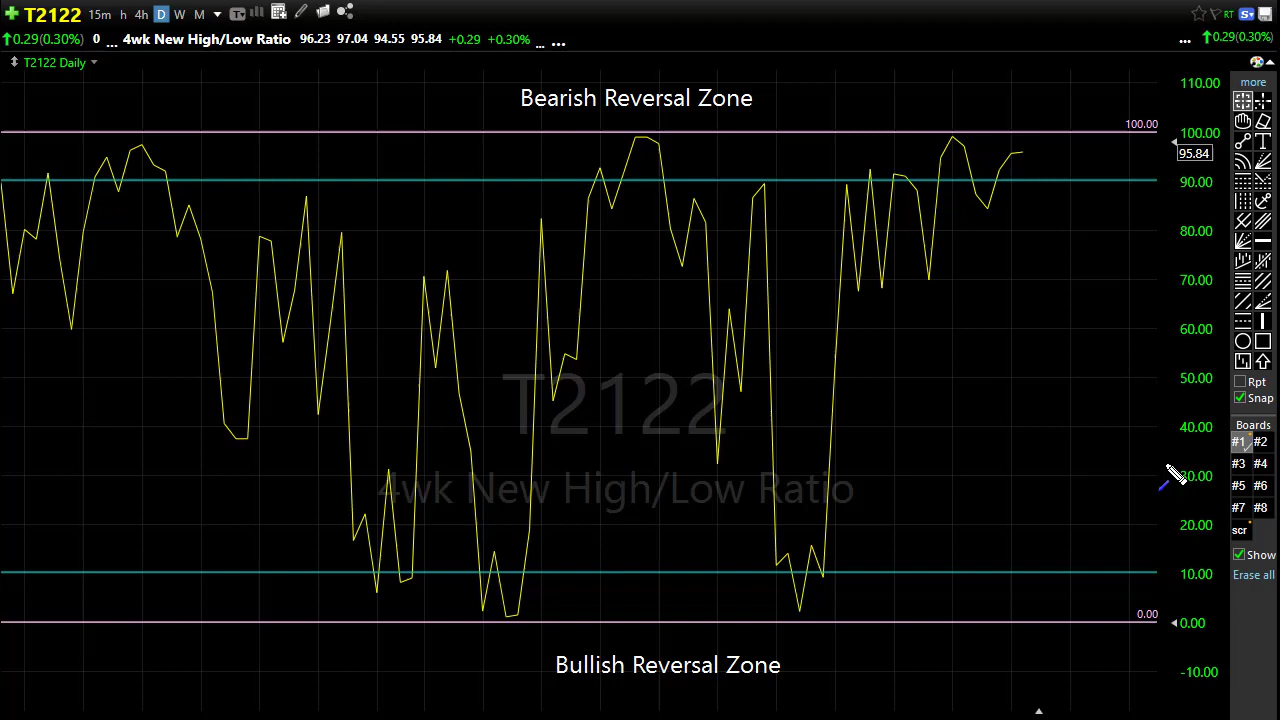 T2122 15m h 4h D W M T RT S
0.29(0.30%) 0 ... 4wk New High/Low Ratio 96.23 97.04 94.55 95.84 +0.29 +0.30% ... ... ... 0.29(0.30%)
T2122 Daily
more
110.00
Bearish Reversal Zone
100.00
100.00
95.84
90.00
80.00
70.00
60.00
50.00
40.00
30.00
20.00
10.00
0.00
0.00
-10.00
T2122
4wk New High/Low Ratio
Bullish Reversal Zone
T
Rpt
Snap
Boards
#1 #2
#3 #4
#5 #6
#7 #8
scr
Show
Erase all